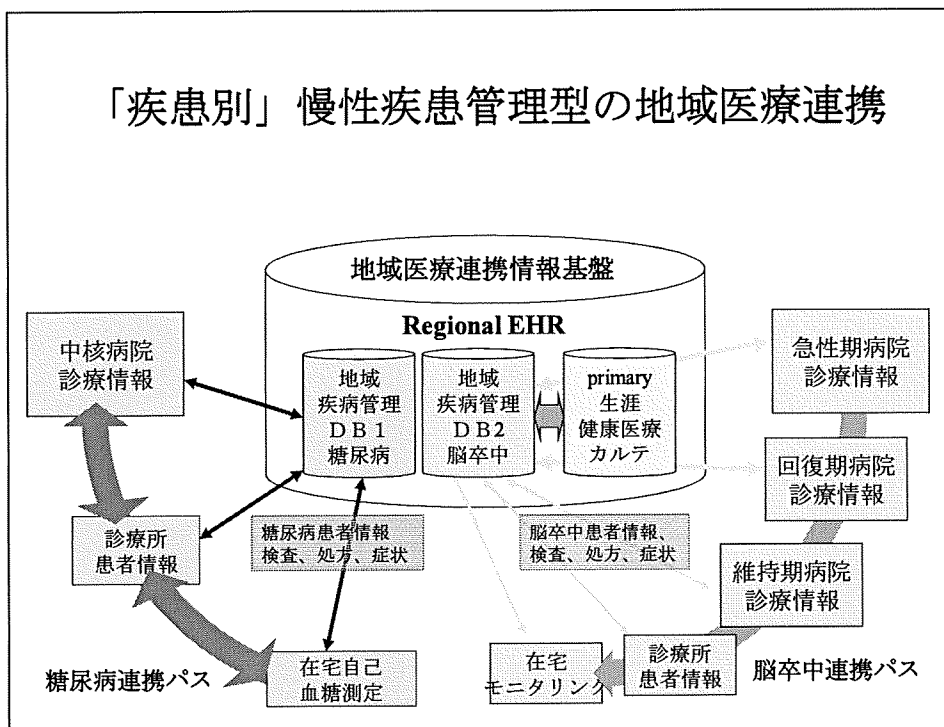 「疾患別」慢性疾患管理型の地域医療連携
地域医療連携情報基盤
Regional EHR
中核病院
診療情報
地域
疾病管理
ＤＢ１
糖尿病
地域
疾病管理
ＤＢ2
脳卒中
primary
生涯
健康医療
カルテ
急性期病院
診療情報
回復期病院
診療情報
診療所
患者情報
糖尿病患者情報
検査、処方、症状
脳卒中患者情報、
検査、処方、症状
維持期病院
診療情報
糖尿病連携パス
在宅自己
血糖測定
在宅
モニタリング
診療所
患者情報
脳卒中連携パス